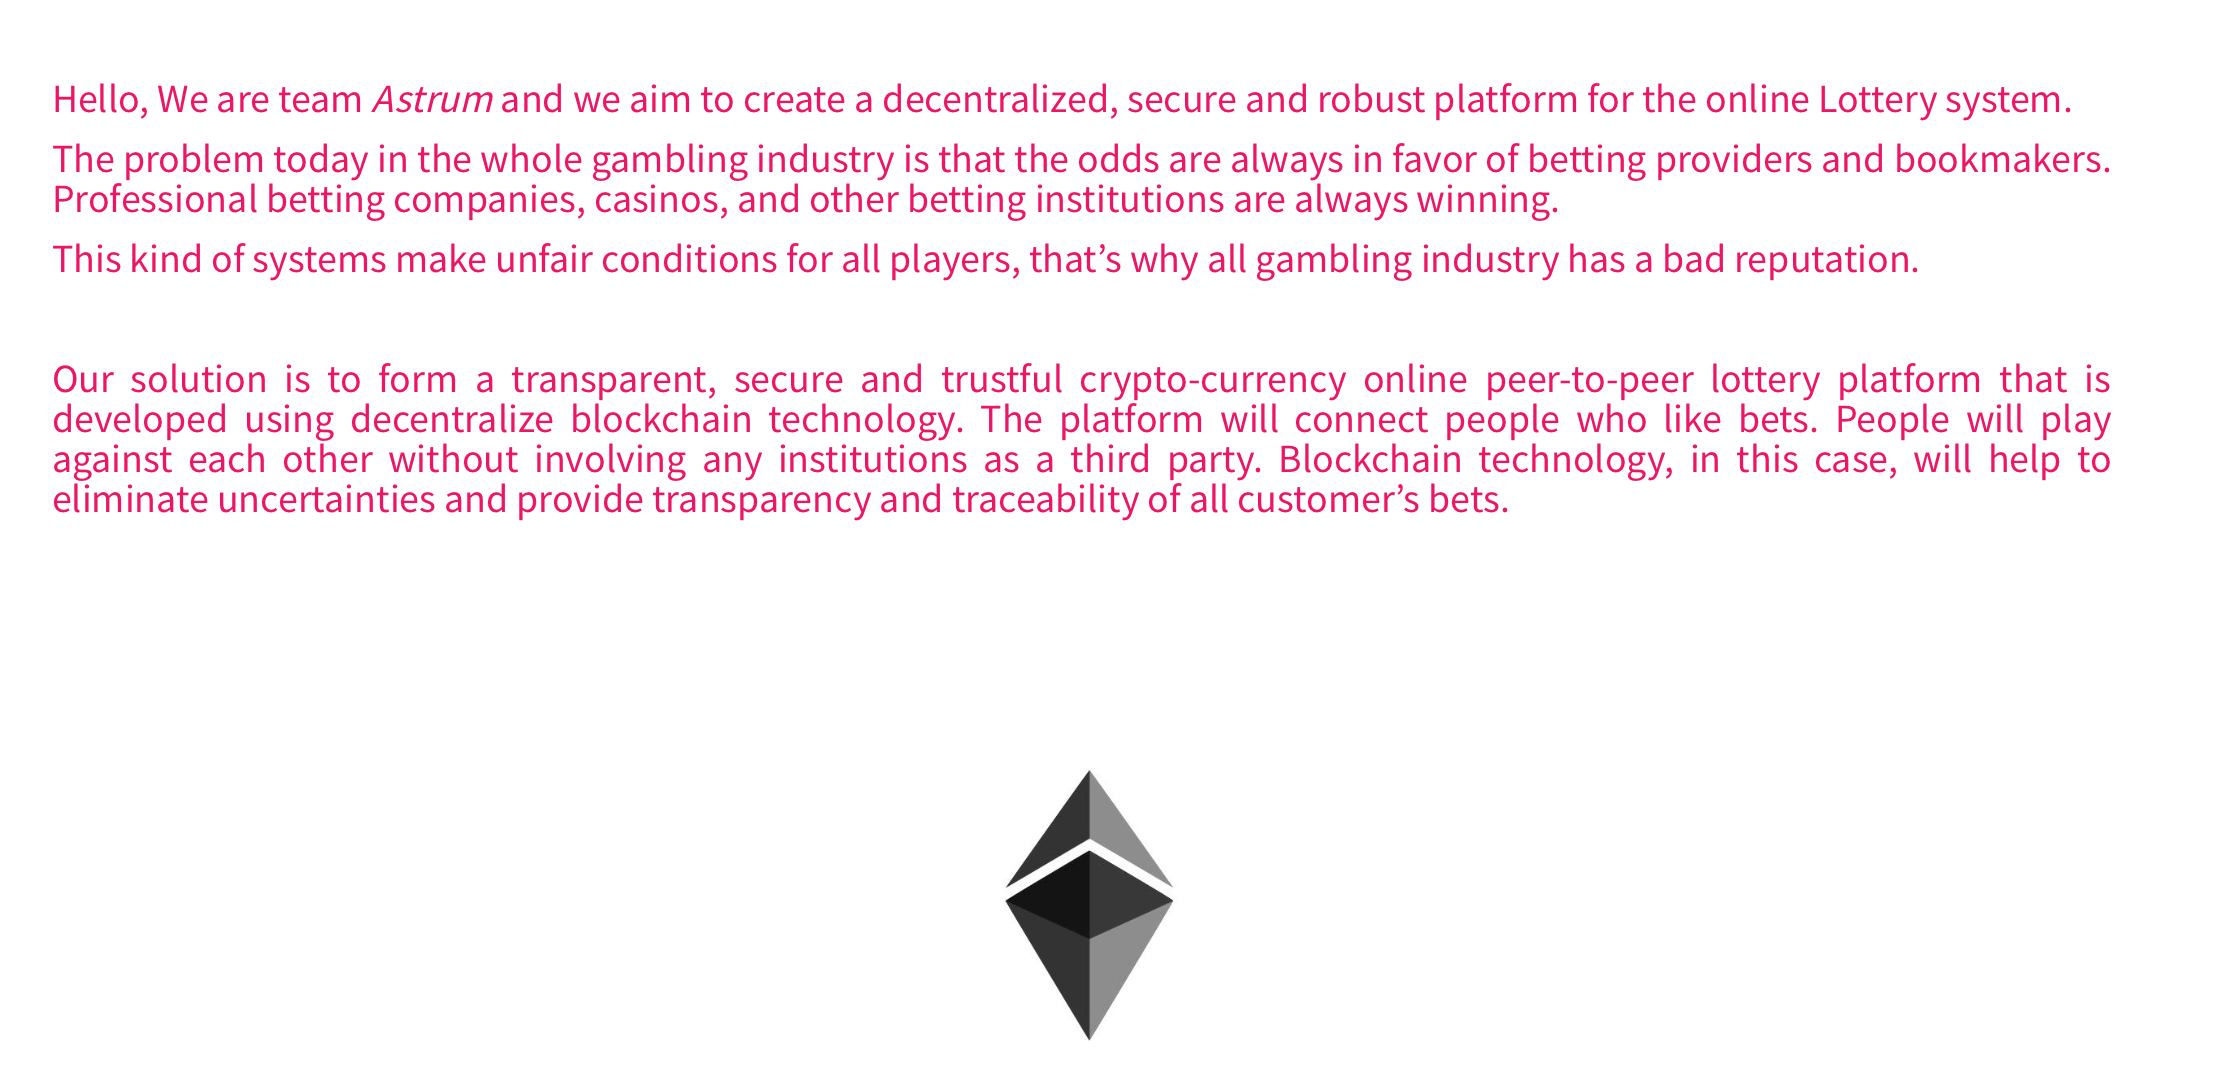 Hello, We are team Astrum and we aim to create a decentralized, secure and robust platform for the online Lottery system.
The problem today in the whole gambling industry is that the odds are always in favor of betting providers and bookmakers.
Professional betting companies, casinos, and other betting institutions are always winning.
This kind of systems make unfair conditions for all players, that’s why all gambling industry has a bad reputation.
Our solution is to form a transparent, secure and trustful crypto-currency online peer-to-peer lottery platform that is
developed using decentralize blockchain technology. The platform will connect people who like bets. People will play
against each other without involving any institutions as a third party. Blockchain technology, in this case, will help to
eliminate uncertainties and provide transparency and traceability of all customer’s bets.